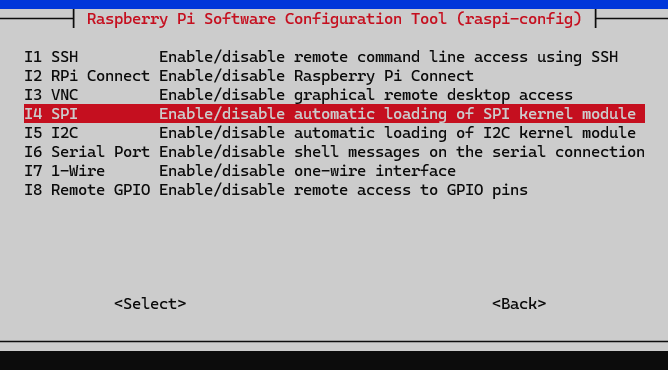 Raspberry Pi Software Configuration Tool (raspi-config)
I1 SSH Enable/disable remote command line access using SSH
I2 RPi Connect Enable/disable Raspberry Pi Connect
I3 VNC Enable/disable graphical remote desktop access
I4 SPI Enable/disable automatic loading of SPI kernel module
I5 I2C Enable/disable automatic loading of I2C kernel module
I6 Serial Port Enable/disable shell messages on the serial connection
I7 1-Wire Enable/disable one-wire interface
I8 Remote GPIO Enable/disable remote access to GPIO pins
<Select> <Back>